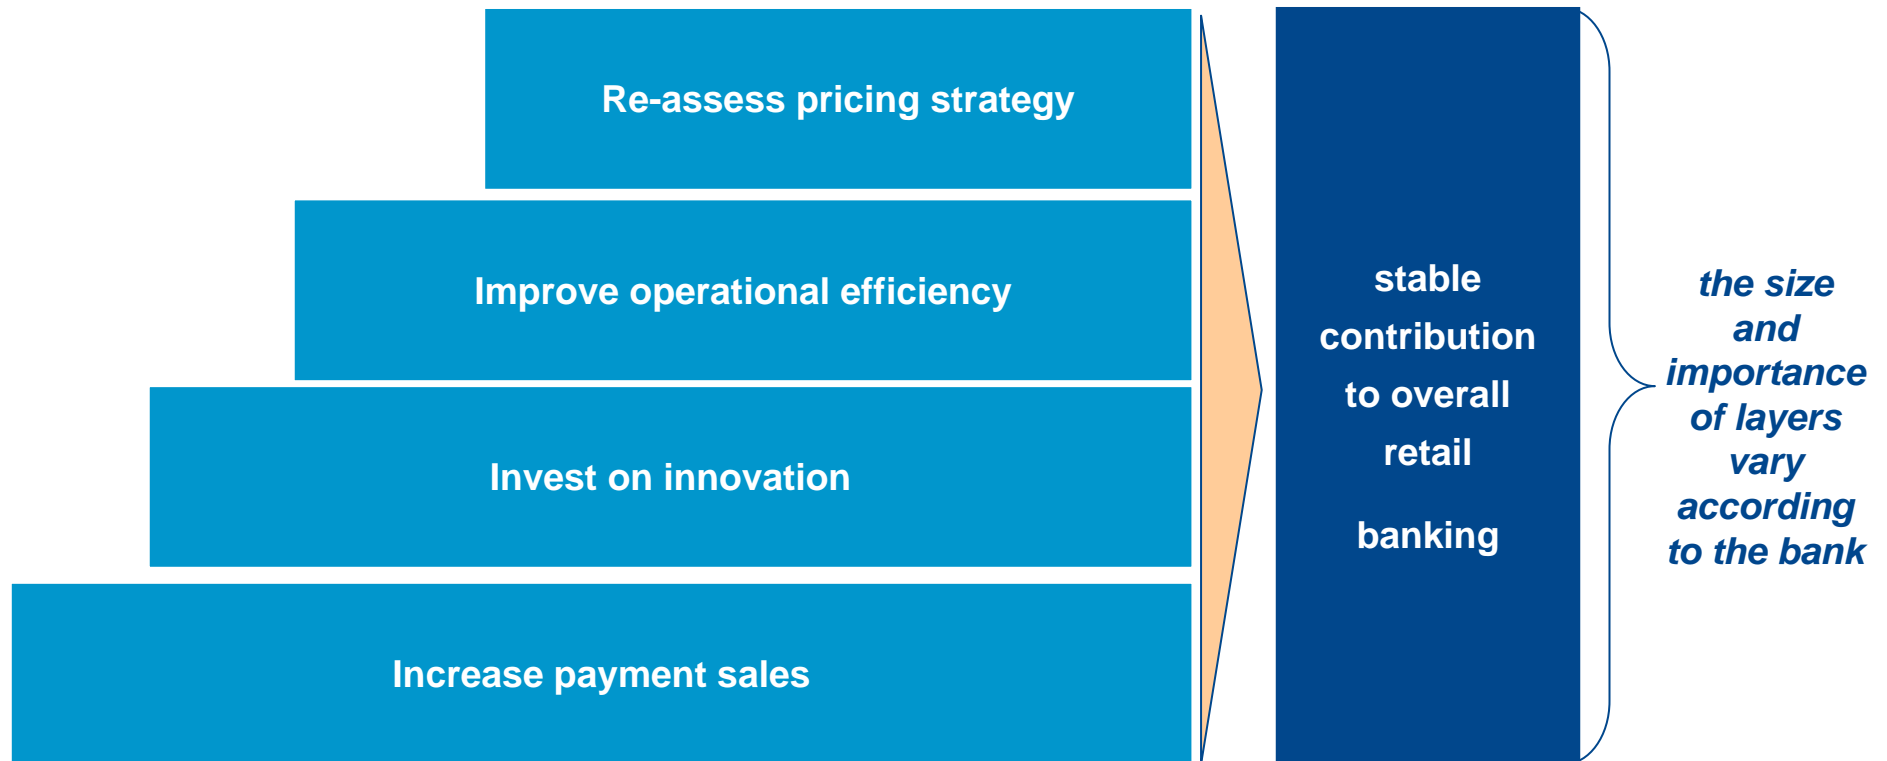 Re-assess pricing strategy
Improve operational efficiency
Invest on innovation
Increase payment sales
stable
contribution
to overall
retail
banking
the size
and
importance
of layers
vary
according
to the bank